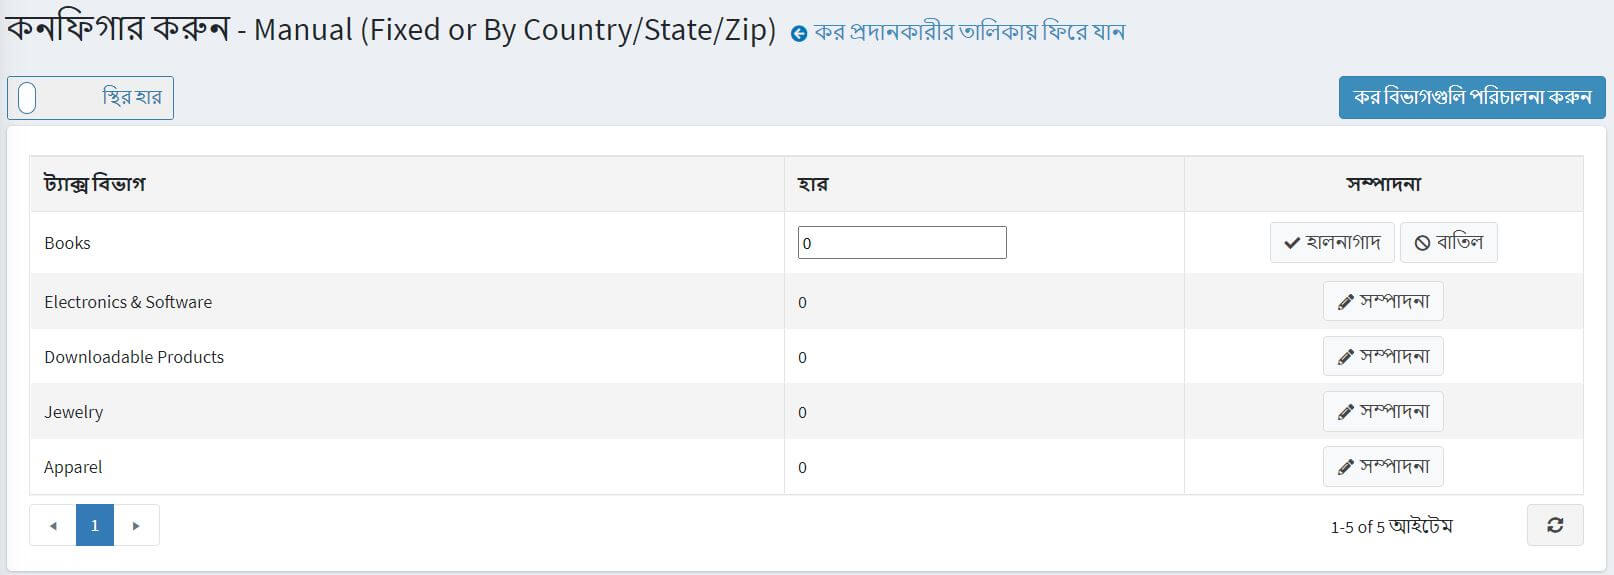 কনফিগার করুন - Manual (Fixed or By Country/State/Zip) কর প্রদানকারীর তালিকায় ফিরে যান
স্থির হার কর বিভাগগুলি পরিচালনা করুন
ট্যাক্স বিভাগ হার সম্পাদনা
Books 0 হালনাগাদ বাতিল
Electronics & Software 0 সম্পাদনা
Downloadable Products 0 সম্পাদনা
Jewelry 0 সম্পাদনা
Apparel 0 সম্পাদনা
1 1-5 of 5 আইটেম